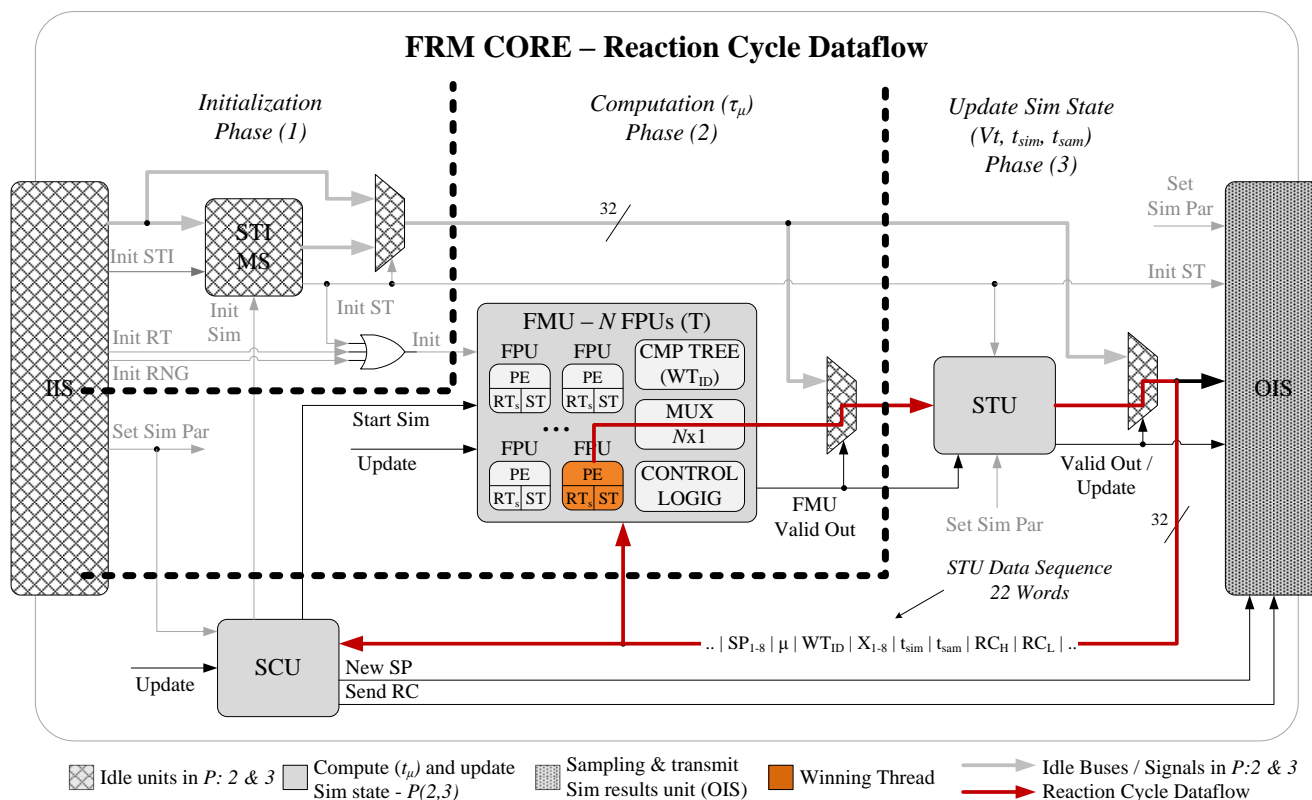 FRM CORE – Reaction Cycle Dataflow
Initialization
Phase (1)
Computation (τμ)
Phase (2)
Update Sim State
(Vt, tsim, tsam)
Phase (3)
IIS
STI
MS
Init STI
Init
Sim
Init ST
Init RT
Init RNG
Init
Set Sim Par
32
Set
Sim Par
Init ST
OIS
FMU – N FPUs (T)
FPU
PE
RTs
ST
FPU
PE
RTs
ST
...
FPU
PE
RTs
ST
FPU
PE
RTs
ST
CMP TREE
(WTID)
MUX
Nx1
CONTROL
LOGIG
Start Sim
Update
FMU
Valid Out
STU
Set Sim Par
Valid Out /
Update
32
STU Data Sequence
22 Words
.. | SP1-8 | μ | WTID | X1-8 | tsim | tsam | RCH | RCL | ..
SCU
Update
New SP
Send RC
Idle units in P: 2 & 3
Compute (tμ) and update
Sim state - P(2,3)
Sampling & transmit
Sim results unit (OIS)
Winning Thread
Idle Buses / Signals in P:2 & 3
Reaction Cycle Dataflow